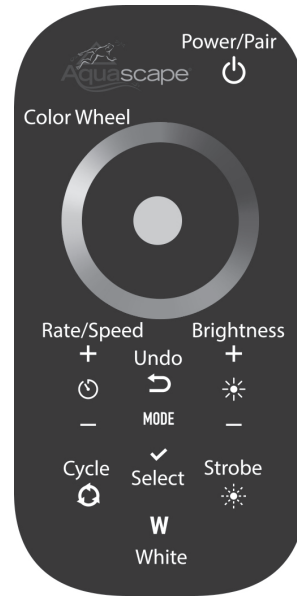 Power/Pair
Aquascape
Color Wheel
Rate/Speed
Brightness
+
Undo
+
MODE
–
–
Cycle
Select
Strobe
W
White